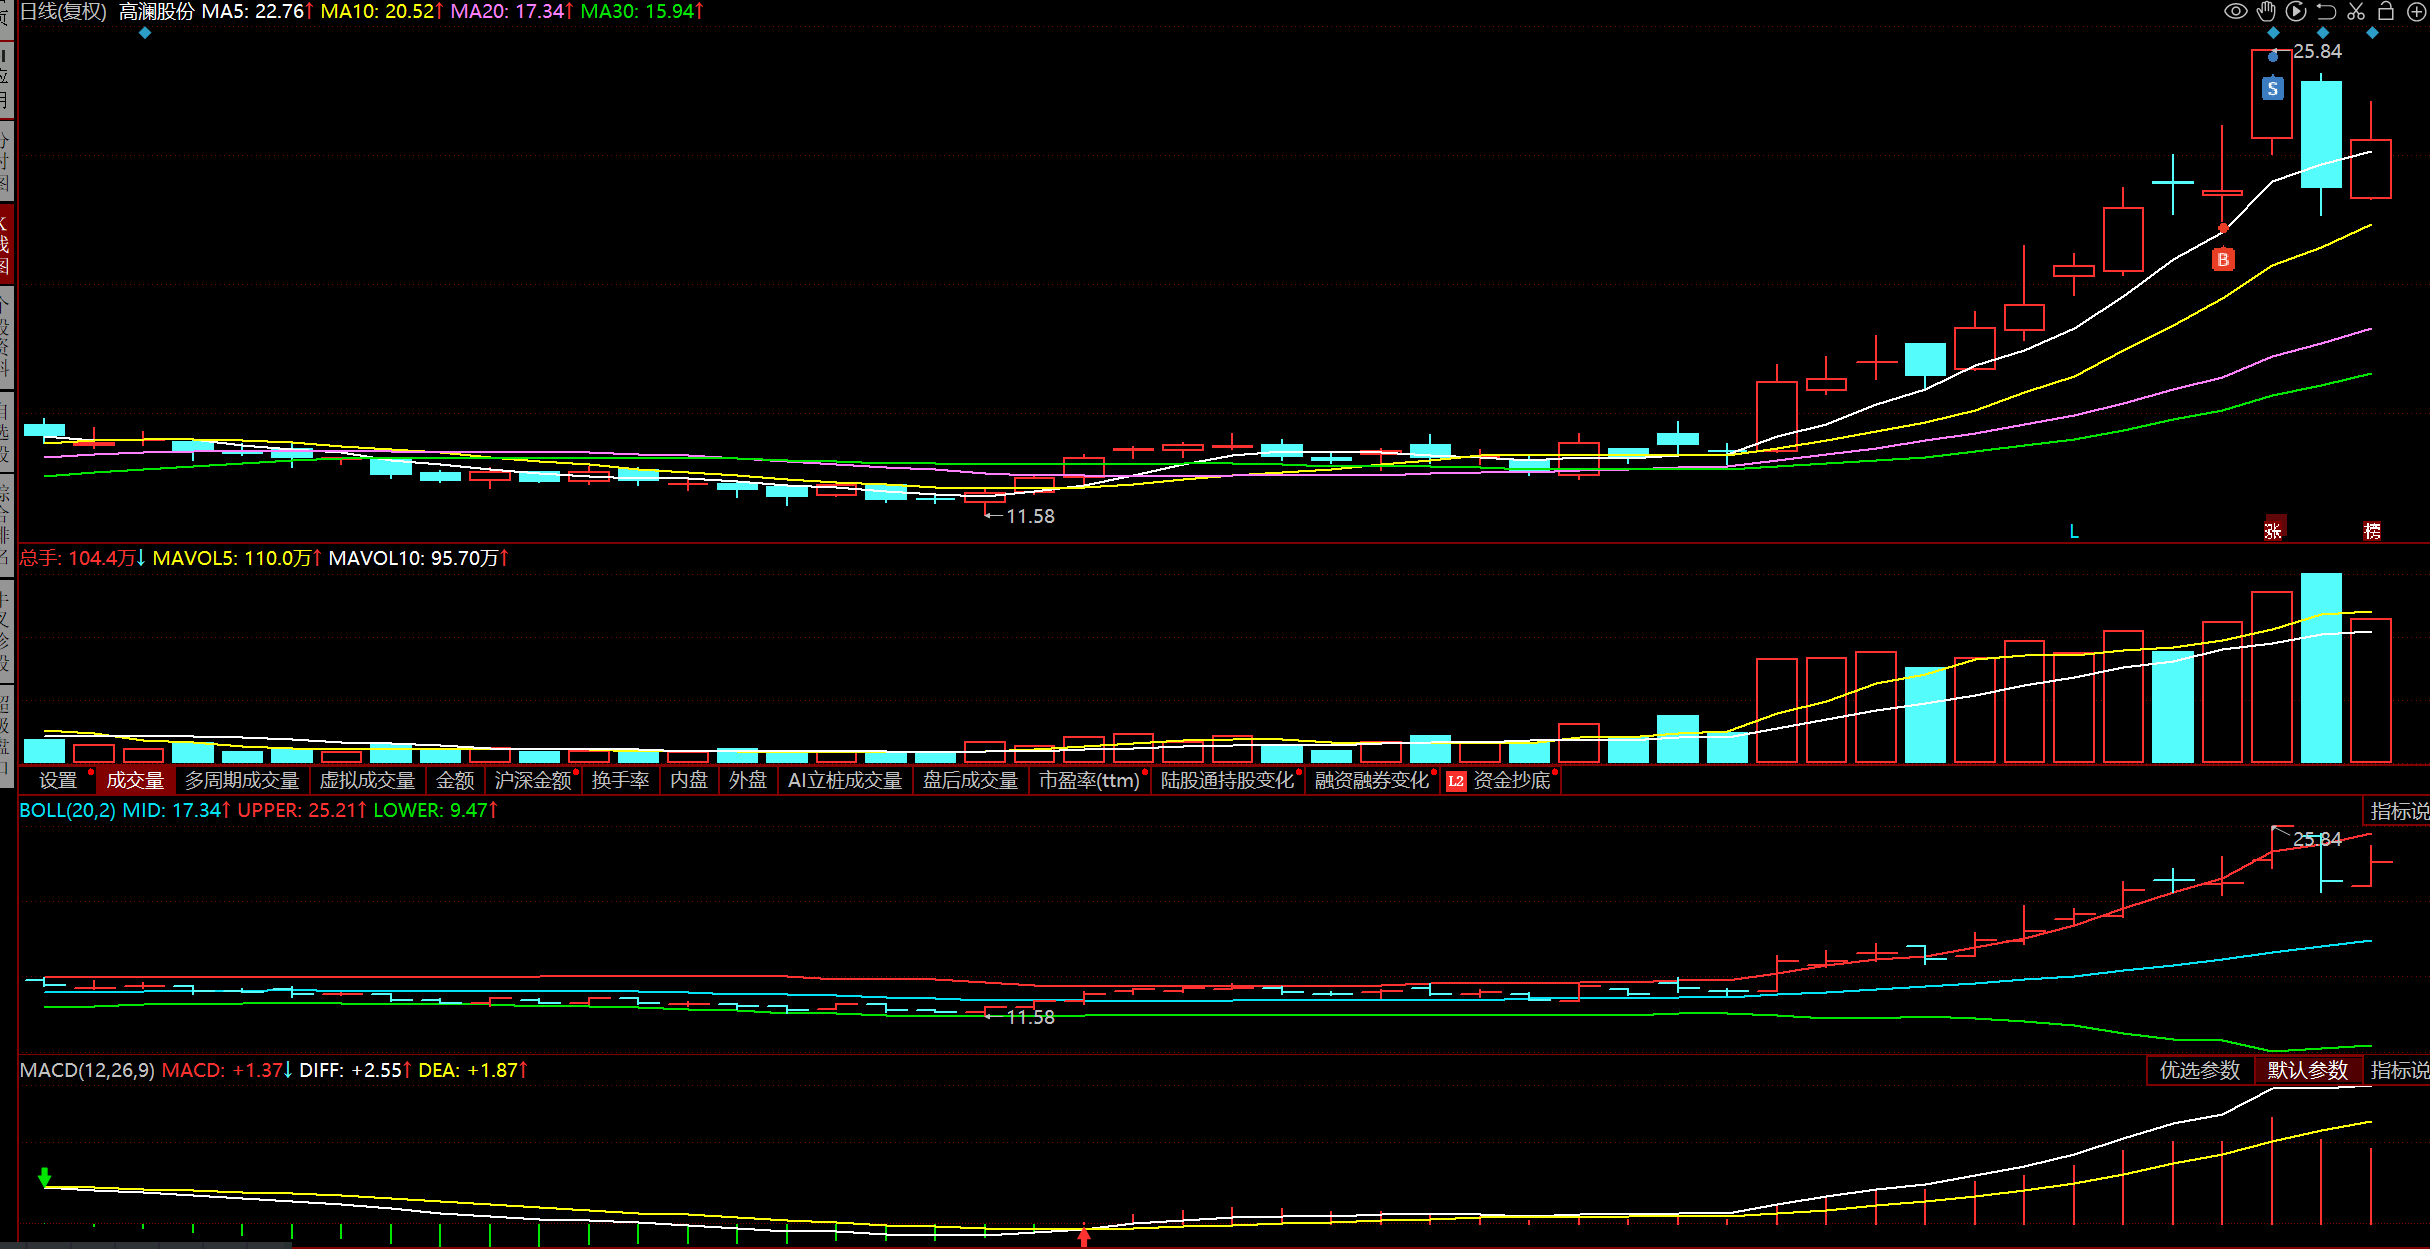 日线(复权) 高澜股份 MA5: 22.76↑ MA10: 20.52↑ MA20: 17.34↑ MA30: 15.94↑
25.84
S
B
11.58
L 涨 榜
总手: 104.4万↓ MAVOL5: 110.0万↑ MAVOL10: 95.70万↑
设置 成交量 多周期成交量 虚拟成交量 金额 沪深金额 换手率 内盘 外盘 AI立桩成交量 盘后成交量 市盈率(ttm) 陆股通持股变化 融资融券变化 L2 资金抄底
BOLL(20,2) MID: 17.34↑ UPPER: 25.21↑ LOWER: 9.47↑ 指标说
25.84
11.58
MACD(12,26,9) MACD: +1.37↓ DIFF: +2.55↑ DEA: +1.87↑ 优选参数 默认参数 指标说